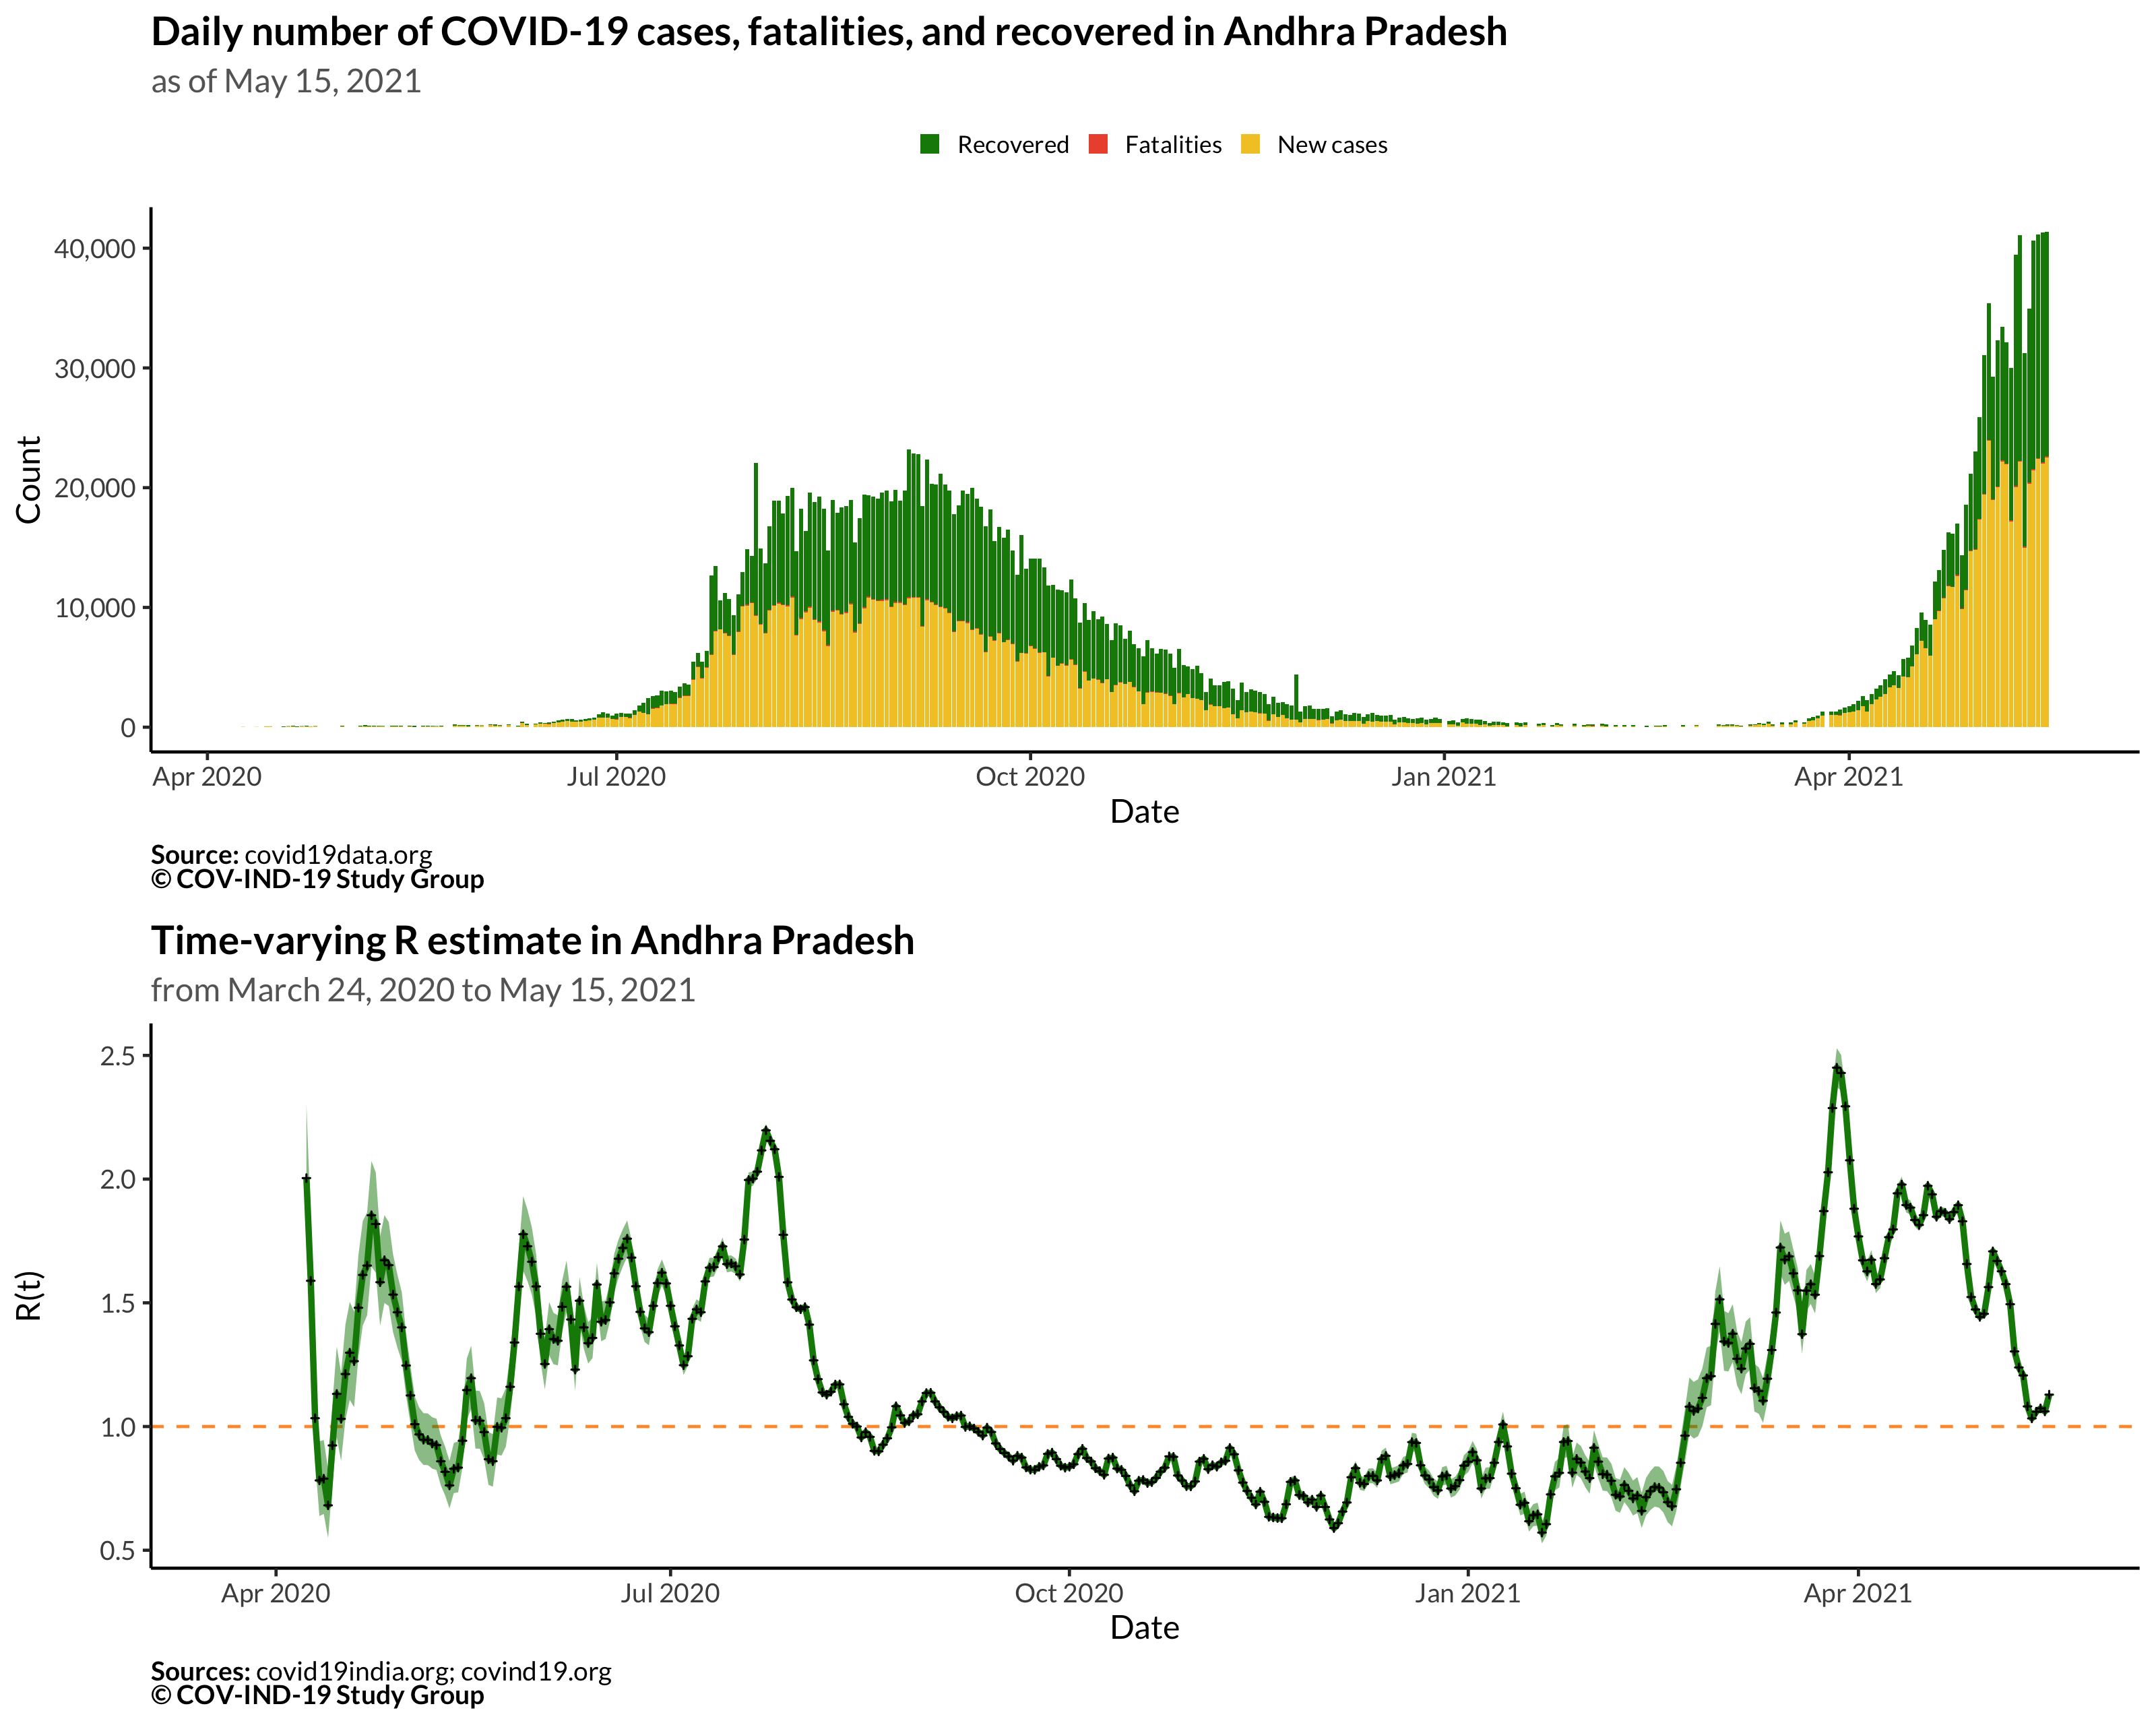 Daily number of COVID-19 cases, fatalities, and recovered in Andhra Pradesh
as of May 15, 2021
Recovered Fatalities New cases
Count
40,000
30,000
20,000
10,000
0
Apr 2020 Jul 2020 Oct 2020 Jan 2021 Apr 2021
Date
Source: covid19data.org
© COV-IND-19 Study Group
Time-varying R estimate in Andhra Pradesh
from March 24, 2020 to May 15, 2021
R(t)
2.5
2.0
1.5
1.0
0.5
Apr 2020 Jul 2020 Oct 2020 Jan 2021 Apr 2021
Date
Sources: covid19india.org; covind19.org
© COV-IND-19 Study Group